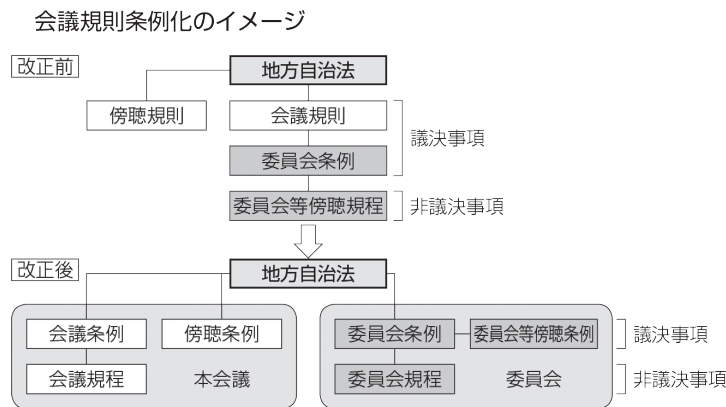 会議規則条例化のイメージ
改正前
地方自治法
傍聴規則
会議規則
議決事項
委員会条例
委員会等傍聴規程
非議決事項
改正後
地方自治法
会議条例
傍聴条例
委員会条例
委員会等傍聴条例
議決事項
会議規程
本会議
委員会規程
委員会
非議決事項